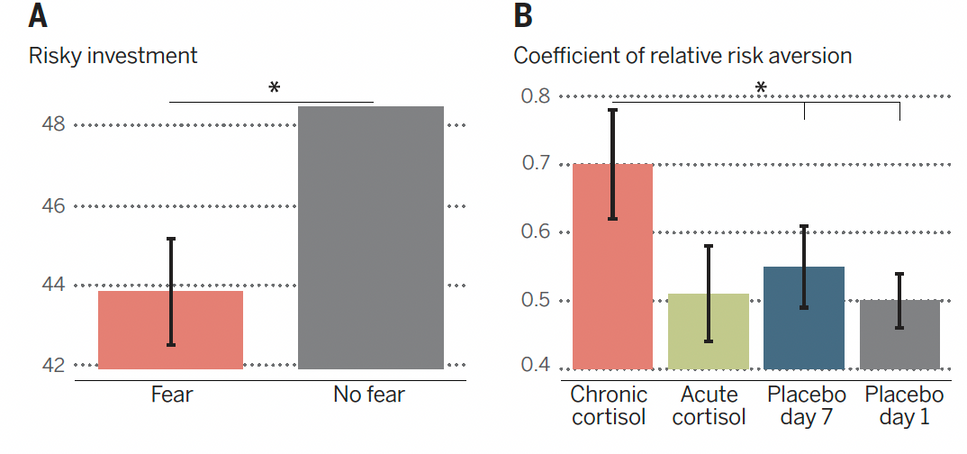 A
Risky investment
*
48
46
44
42
Fear
No fear
B
Coefficient of relative risk aversion
*
0.8
0.7
0.6
0.5
0.4
Chronic
cortisol
Acute
cortisol
Placebo
day 7
Placebo
day 1